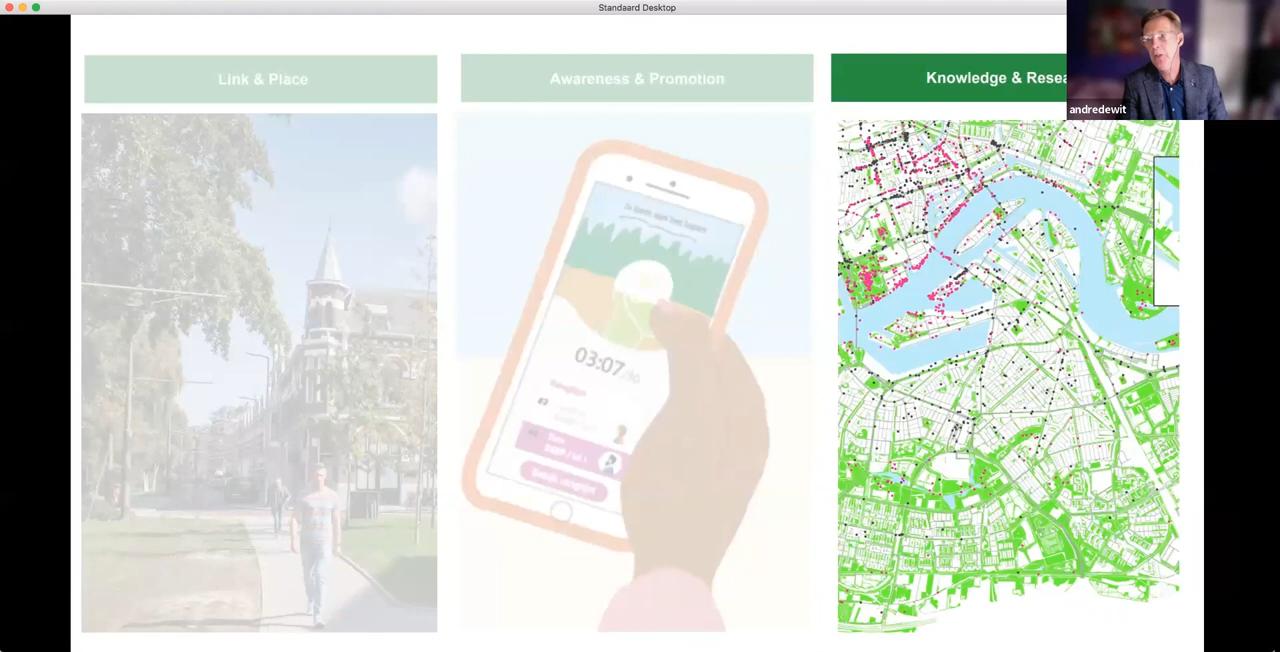 Standaard Desktop
Link & Place
Awareness & Promotion
Knowledge & Resea
andredewit
03:07